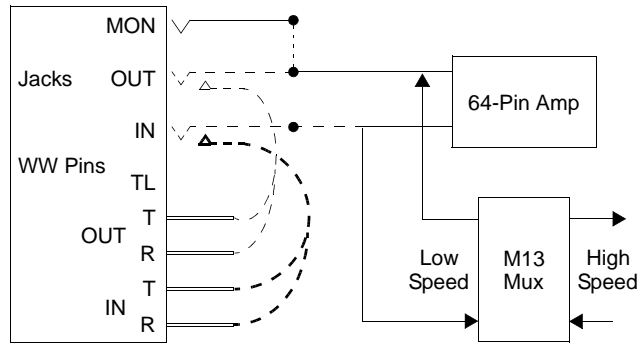 MON
Jacks
OUT
IN
WW Pins
TL
T
OUT
R
T
IN
R
64-Pin Amp
Low
Speed
M13
Mux
High
Speed